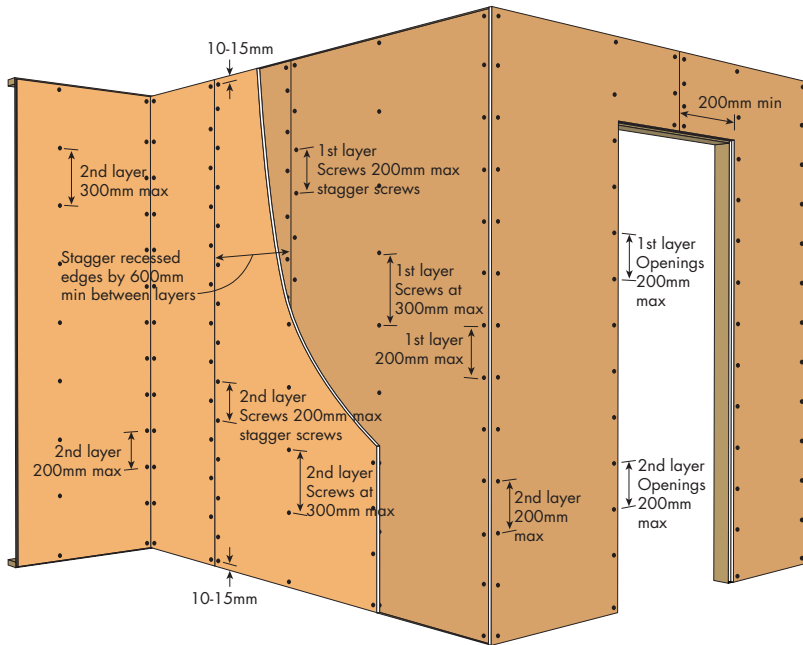 10-15mm
200mm min
1st layer
Screws 200mm max
stagger screws
2nd layer
300mm max
Stagger recessed
edges by 600mm
min between layers
1st layer
Openings
200mm
max
1st layer
Screws at
300mm max
1st layer
200mm max
2nd layer
Screws 200mm max
stagger screws
2nd layer
200mm max
2nd layer
Screws at
300mm max
2nd layer
200mm
max
2nd layer
Openings
200mm
max
10-15mm